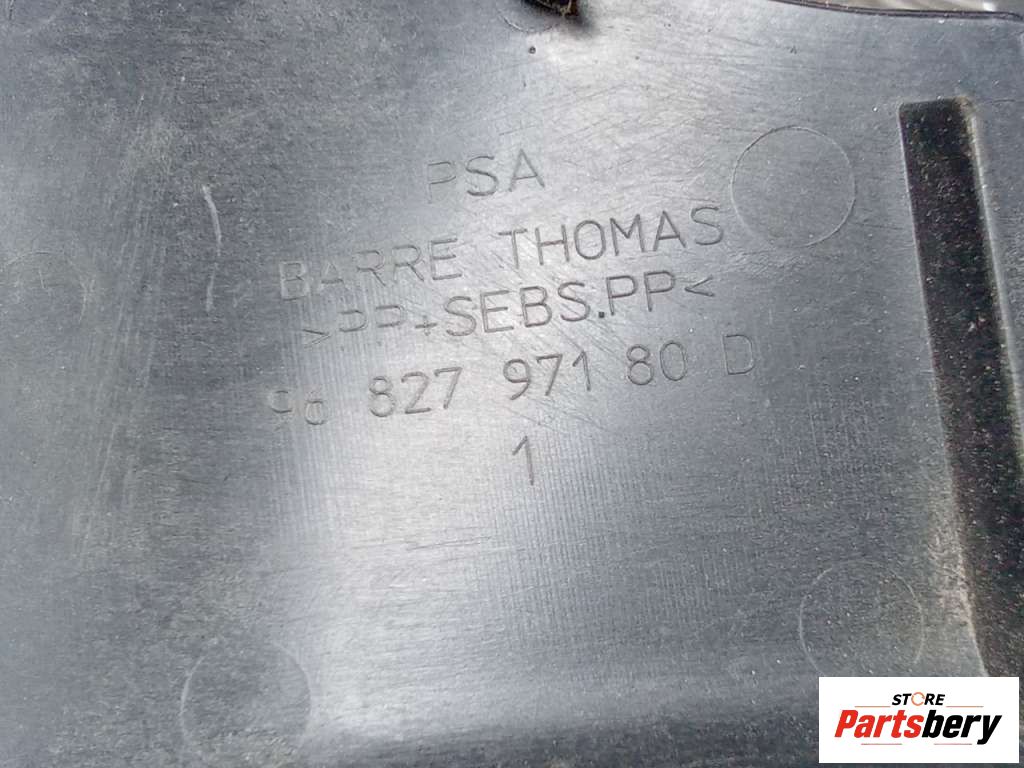 PSA
BARRE THOMAS
>PP+SEBS.PP<
96 827 971 80 D
1
STORE
Partsbery